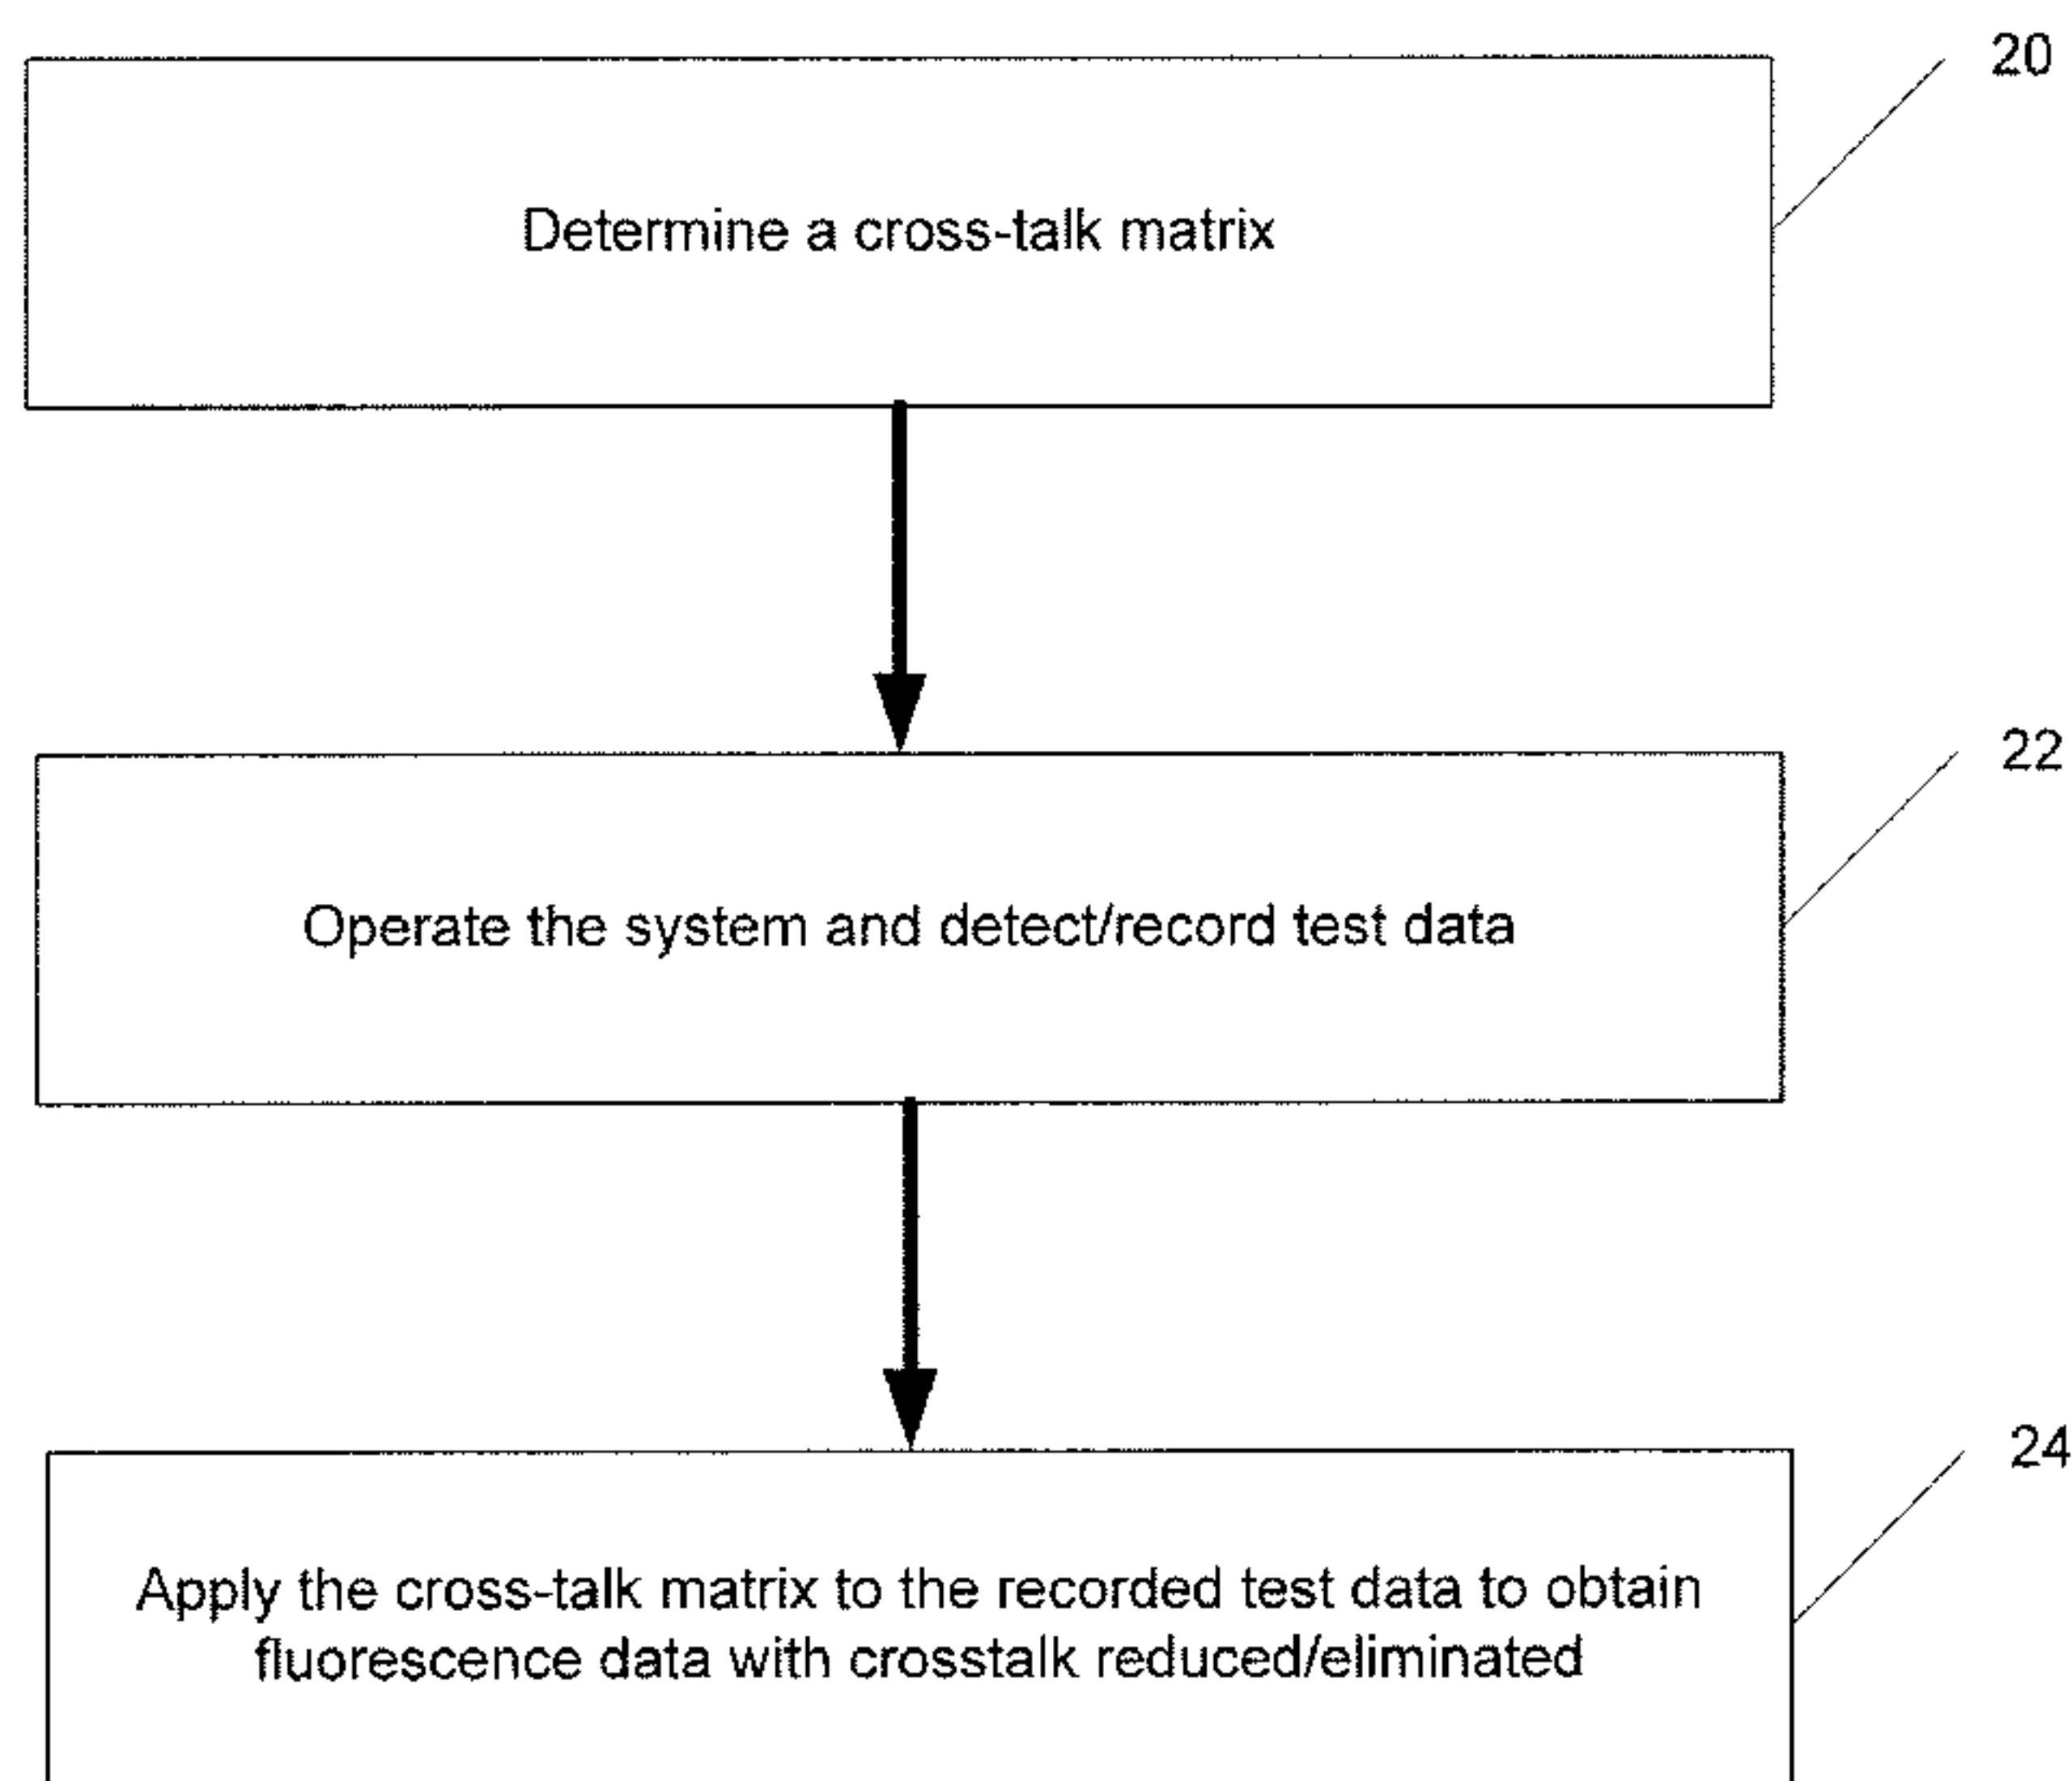 20
Determine a cross-talk matrix
22
Operate the system and detect/record test data
24
Apply the cross-talk matrix to the recorded test data to obtain
fluorescence data with crosstalk reduced/eliminated